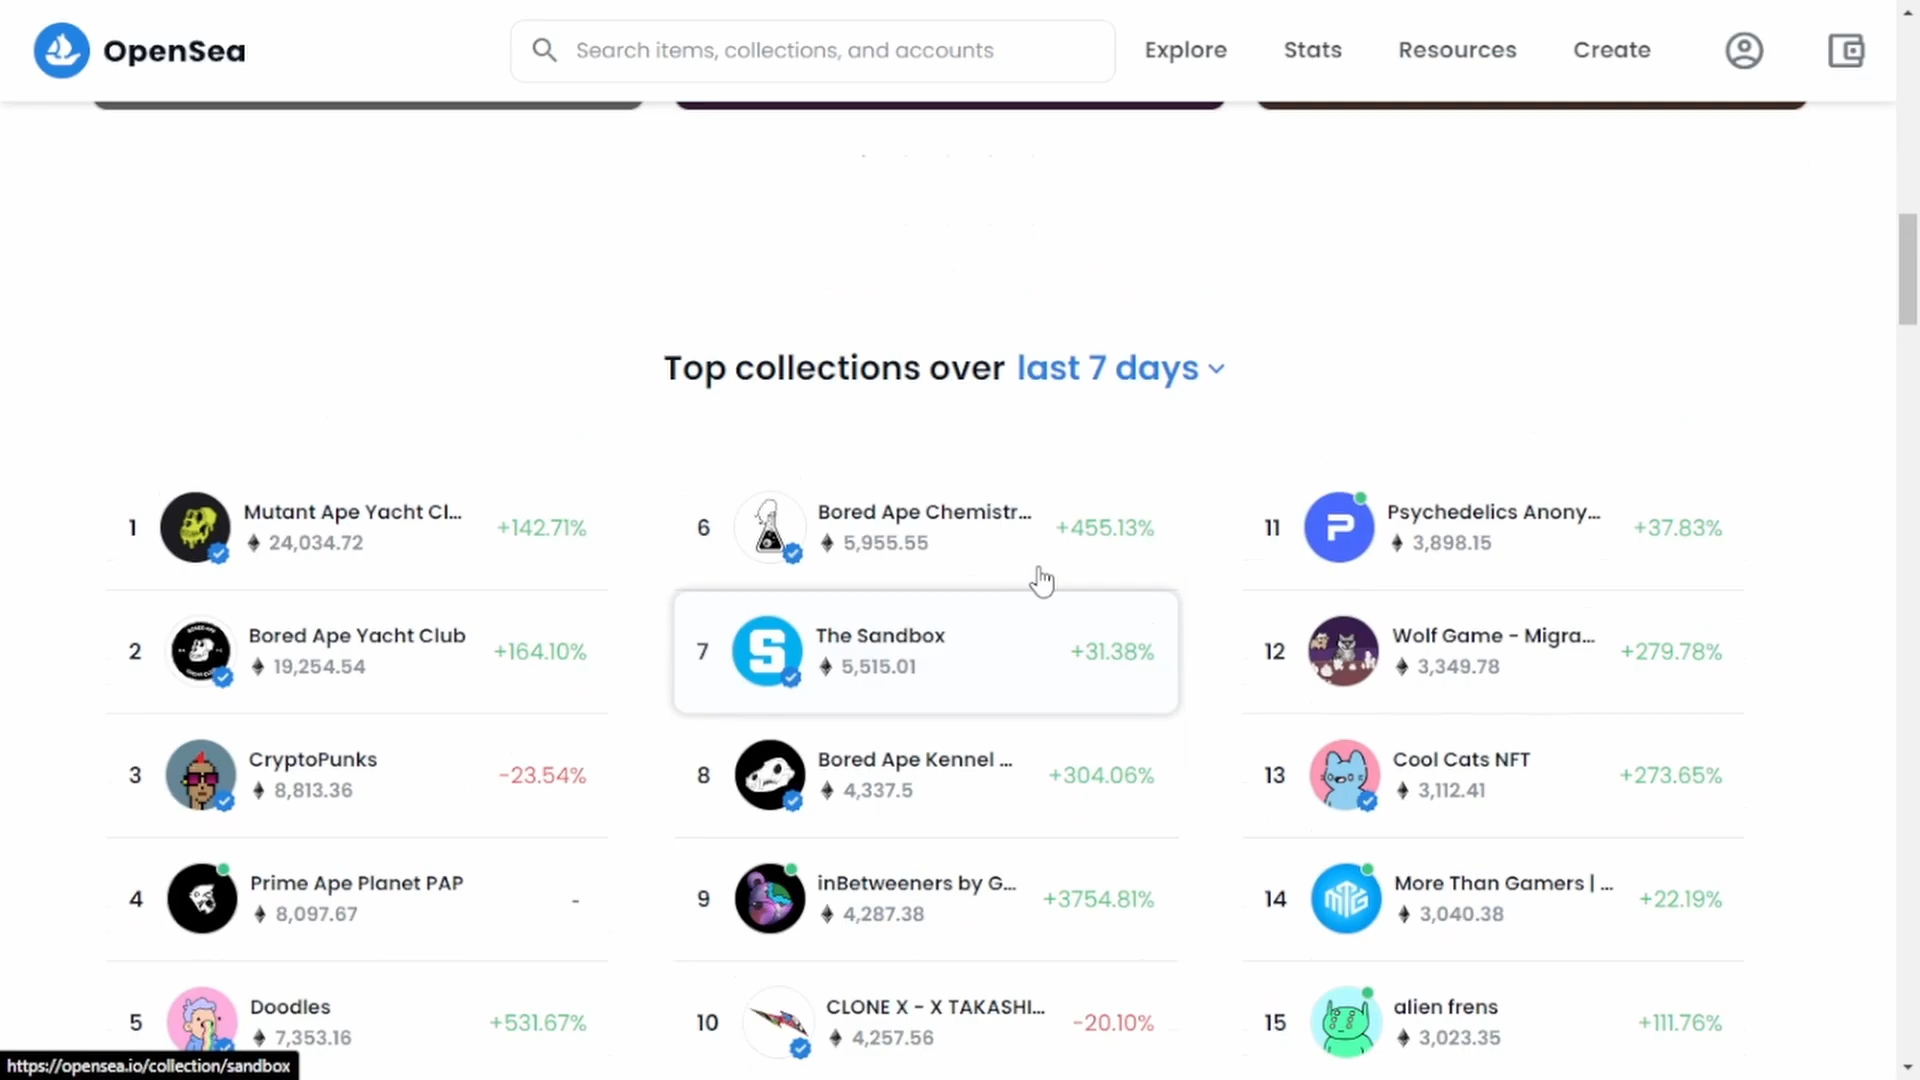 OpenSea
Search items, collections, and accounts
Explore
Stats
Resources
Create
Top collections over last 7 days
1
Mutant Ape Yacht Cl...
24,034.72
+142.71%
2
Bored Ape Yacht Club
19,254.54
+164.10%
3
CryptoPunks
8,813.36
-23.54%
4
Prime Ape Planet PAP
8,097.67
-
5
Doodles
7,353.16
+531.67%
6
Bored Ape Chemistr...
5,955.55
+455.13%
7
The Sandbox
5,515.01
+31.38%
8
Bored Ape Kennel ...
4,337.5
+304.06%
9
inBetweeners by G...
4,287.38
+3754.81%
10
CLONE X - X TAKASHI...
4,257.56
-20.10%
11
Psychedelics Anony...
3,898.15
+37.83%
12
Wolf Game - Migra...
3,349.78
+279.78%
13
Cool Cats NFT
3,112.41
+273.65%
14
More Than Gamers | ...
3,040.38
+22.19%
15
alien frens
3,023.35
+111.76%
https://opensea.io/collection/sandbox